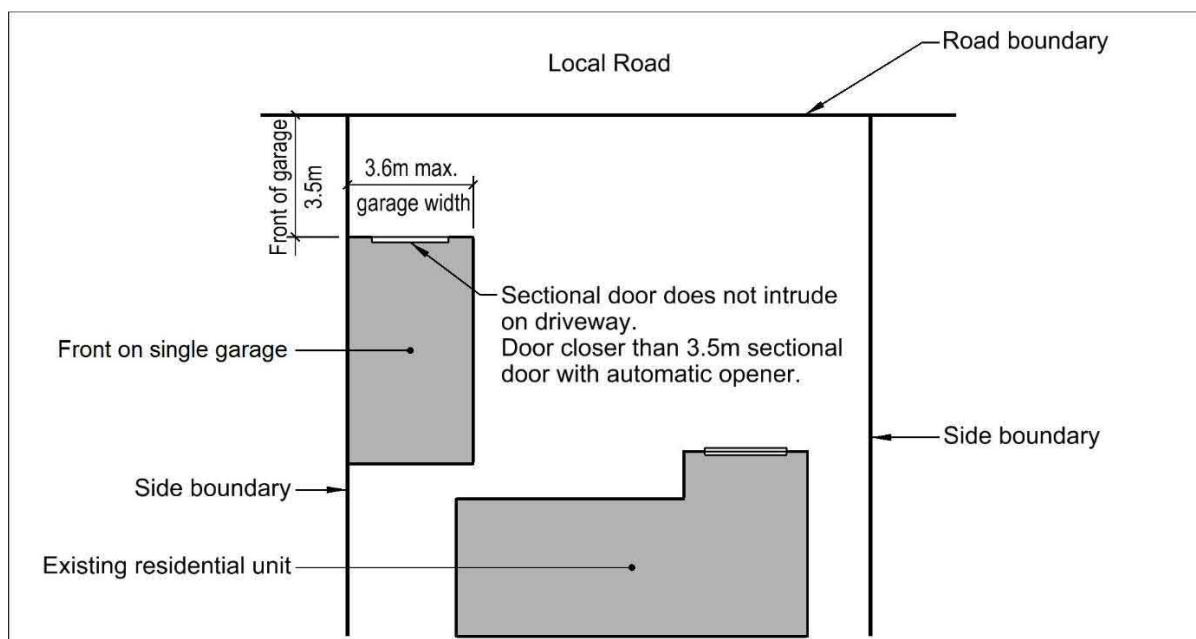 Road boundary
Local Road
Front of garage
3.5m
3.6m max.
garage width
Sectional door does not intrude
on driveway.
Door closer than 3.5m sectional
door with automatic opener.
Front on single garage
Side boundary
Side boundary
Existing residential unit